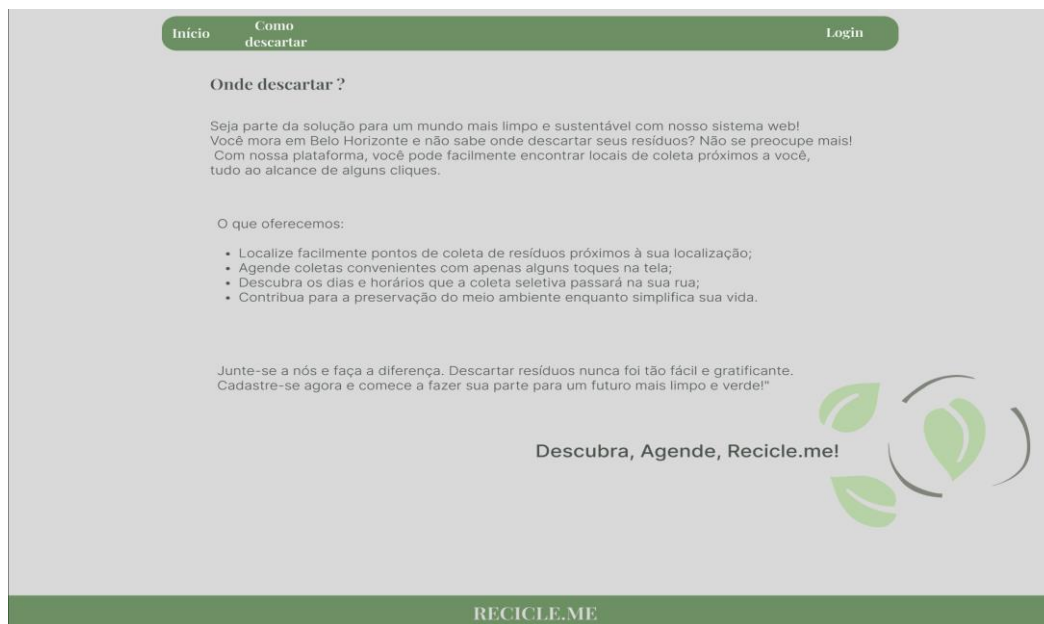 Início
Como
descartar
Login
Onde descartar ?
Seja parte da solução para um mundo mais limpo e sustentável com nosso sistema web!
Você mora em Belo Horizonte e não sabe onde descartar seus resíduos? Não se preocupe mais!
Com nossa plataforma, você pode facilmente encontrar locais de coleta próximos a você,
tudo ao alcance de alguns cliques.
O que oferecemos:
• Localize facilmente pontos de coleta de resíduos próximos à sua localização;
• Agende coletas convenientes com apenas alguns toques na tela;
• Descubra os dias e horários que a coleta seletiva passará na sua rua;
• Contribua para a preservação do meio ambiente enquanto simplifica sua vida.
Junte-se a nós e faça a diferença. Descartar resíduos nunca foi tão fácil e gratificante.
Cadastre-se agora e comece a fazer sua parte para um futuro mais limpo e verde!"
Descubra, Agende, Recicle.me!
RECICLE.ME